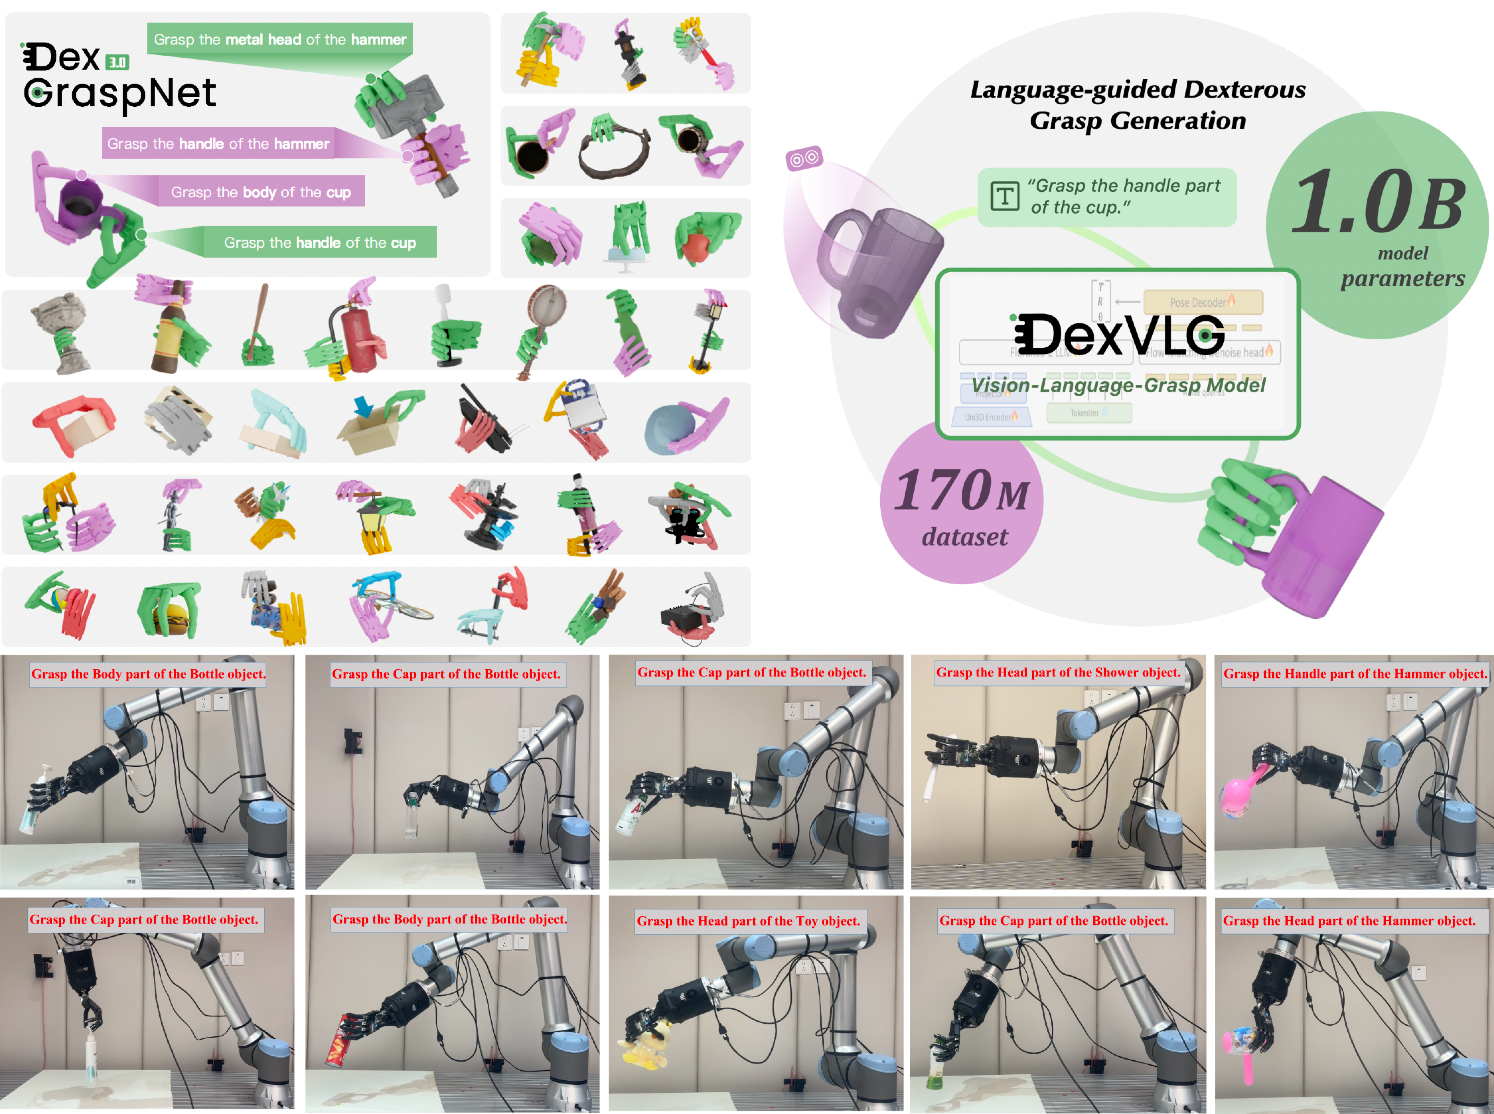 Dex 3.0
GraspNet
Grasp the metal head of the hammer
Grasp the handle of the hammer
Grasp the body of the cup
Grasp the handle of the cup
Language-guided Dexterous
Grasp Generation
T
"Grasp the handle part
of the cup."
1.0 B
model
parameters
T
R
θ
Pose Decoder
DexVLG
Vision-Language-Grasp Model
Projector
Uni3D Encoder
Tokenizer
170 M
dataset
Grasp the Body part of the Bottle object.
Grasp the Cap part of the Bottle object.
Grasp the Cap part of the Bottle object.
Grasp the Head part of the Shower object.
Grasp the Handle part of the Hammer object.
Grasp the Cap part of the Bottle object.
Grasp the Body part of the Bottle object.
Grasp the Head part of the Toy object.
Grasp the Cap part of the Bottle object.
Grasp the Head part of the Hammer object.